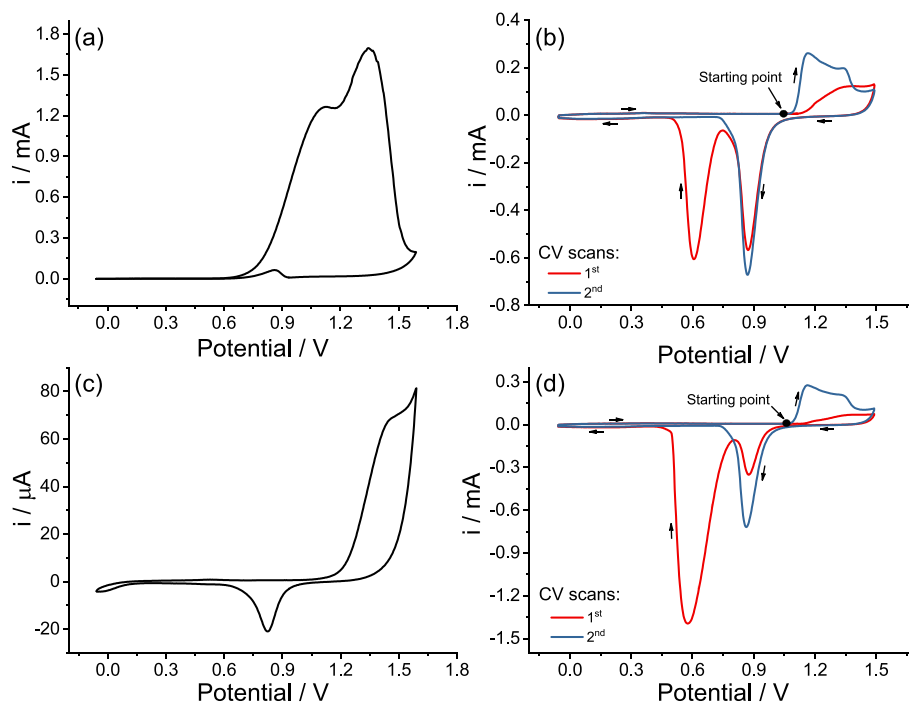 (a)
i / mA
1.8
1.5
1.2
0.9
0.6
0.3
0.0
0.0 0.3 0.6 0.9 1.2 1.5 1.8
Potential / V
(b)
i / mA
0.4
0.2
0.0
-0.2
-0.4
-0.6
-0.8
Starting point
CV scans:
1st
2nd
0.0 0.3 0.6 0.9 1.2 1.5
Potential / V
(c)
i / μA
80
60
40
20
0
-20
0.0 0.3 0.6 0.9 1.2 1.5 1.8
Potential / V
(d)
i / mA
0.3
0.0
-0.3
-0.6
-0.9
-1.2
-1.5
Starting point
CV scans:
1st
2nd
0.0 0.3 0.6 0.9 1.2 1.5
Potential / V